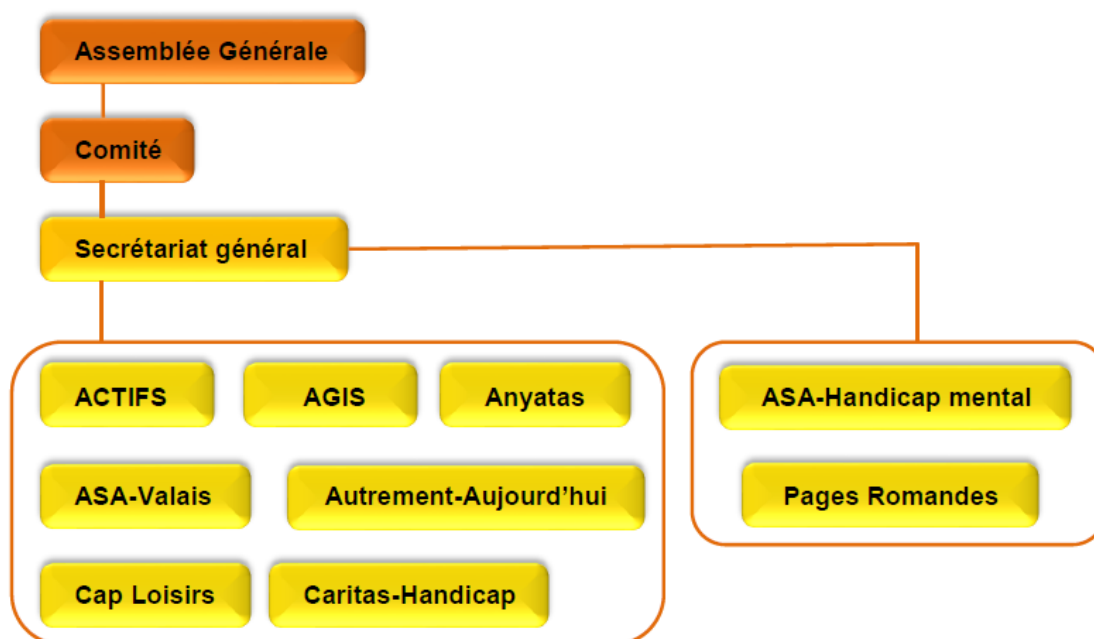 Assemblée Générale
Comité
Secrétariat général
ACTIFS
AGIS
Anyatas
ASA-Valais
Autrement-Aujourd’hui
Cap Loisirs
Caritas-Handicap
ASA-Handicap mental
Pages Romandes